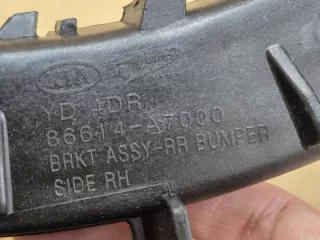 KIA
YD 4DR
86614-A7000
BRKT ASSY-RR BUMPER
SIDE RH